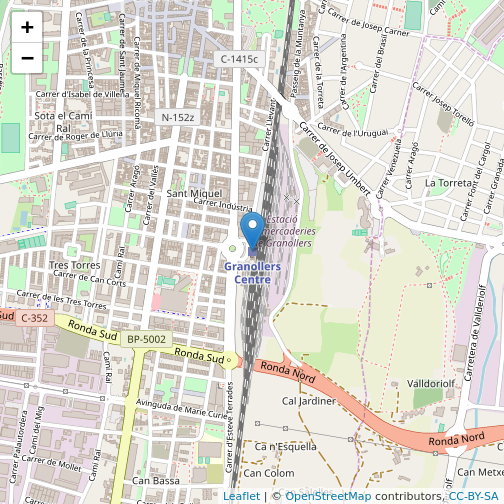 +
−
Carrer de la Princesa
Carrer de Sant Jaume
Carrer de Miquel Ricomà
C-1415c
Carrer Llevant
Passeig de la Muntanya
Carrer de Josep Carner
Carrer de la Torreta
Carrer de l'Argentina
Carrer del Brasil
Carrer d'Isabel de Villena
Sota el Camí
Ral
Carrer de Roger de Llúria
N-152z
Carrer Josep Torelló
Carrer de l'Uruguai
Carrer de Josep Umbert
Carrer Veneçuela
Carrer Aragó
Carrer Font del Cargol
Carrer Granada
La Torreta
Carrer Aragó
Carrer del Vallès
Sant Miquel
Carrer Indústria
Estació
mercaderies
de Granollers
Granollers
Centre
Tres Torres
Camí Ral
Carrer de Can Corts
Carrer de les Tres Torres
Sud
C-352
Ronda Sud
BP-5002
Ronda Sud
Ronda Nord
Carretera de Valldoriolf
Valldoriolf
Camí Ral
Avinguda de Marie Curie
Carrer d'Esteve Terrades
Cal Jardiner
Ronda Nord
Carrer Palautordera
Camí del Mig
Ca n'Esquella
Carrer de Mollet
Can Bassa
Can Colom
Can Metxo
Leaflet | © OpenStreetMap contributors, CC-BY-SA